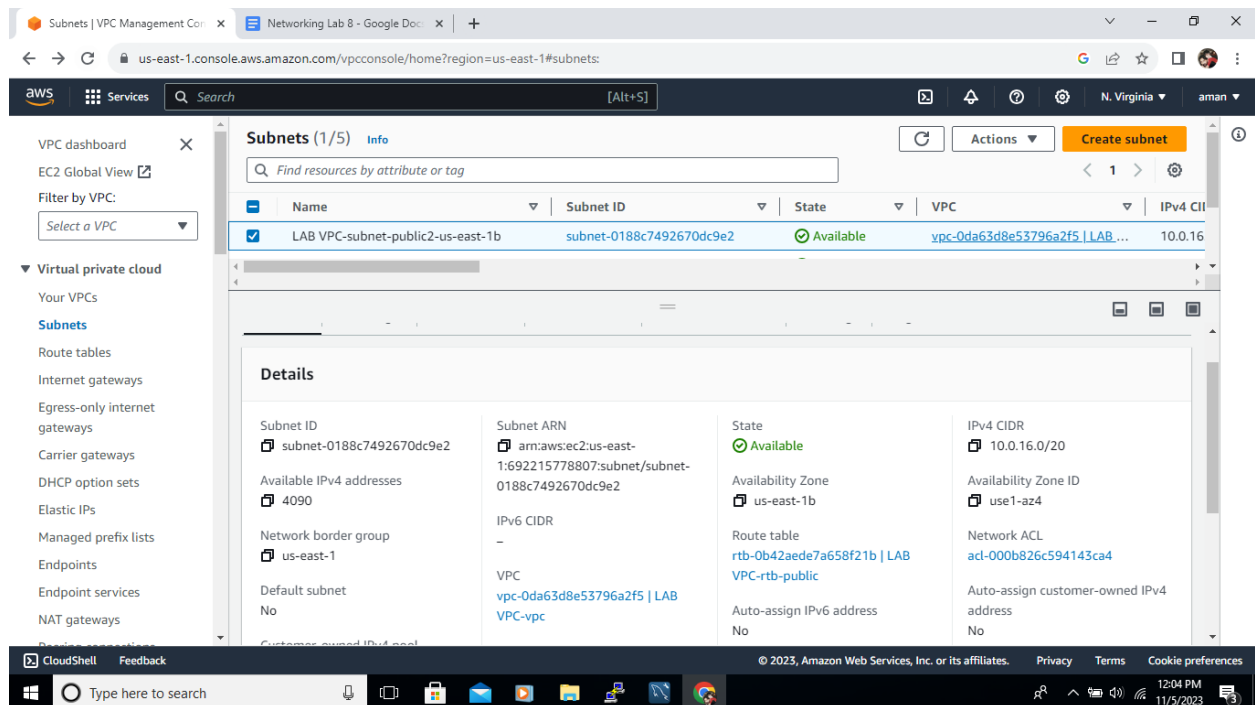 Subnets | VPC Management Con
Networking Lab 8 - Google Doc
us-east-1.console.aws.amazon.com/vpcconsole/home?region=us-east-1#subnets:
aws Services Search [Alt+S] N. Virginia aman
VPC dashboard
EC2 Global View
Filter by VPC:
Select a VPC
Virtual private cloud
Your VPCs
Subnets
Route tables
Internet gateways
Egress-only internet
gateways
Carrier gateways
DHCP option sets
Elastic IPs
Managed prefix lists
Endpoints
Endpoint services
NAT gateways
Peering connections
Subnets (1/5) Info
Actions
Create subnet
Find resources by attribute or tag
1
Name Subnet ID State VPC IPv4 CII
LAB VPC-subnet-public2-us-east-1b subnet-0188c7492670dc9e2 Available vpc-0da63d8e53796a2f5 | LAB ... 10.0.16
Details
Subnet ID
subnet-0188c7492670dc9e2
Available IPv4 addresses
4090
Network border group
us-east-1
Default subnet
No
Customer-owned IPv4 pool
Subnet ARN
arn:aws:ec2:us-east-
1:692215778807:subnet/subnet-
0188c7492670dc9e2
IPv6 CIDR
–
VPC
vpc-0da63d8e53796a2f5 | LAB
VPC-vpc
State
Available
Availability Zone
us-east-1b
Route table
rtb-0b42aede7a658f21b | LAB
VPC-rtb-public
Auto-assign IPv6 address
No
IPv4 CIDR
10.0.16.0/20
Availability Zone ID
use1-az4
Network ACL
acl-000b826c594143ca4
Auto-assign customer-owned IPv4
address
No
CloudShell Feedback © 2023, Amazon Web Services, Inc. or its affiliates. Privacy Terms Cookie preferences
Type here to search
12:04 PM
11/5/2023
3